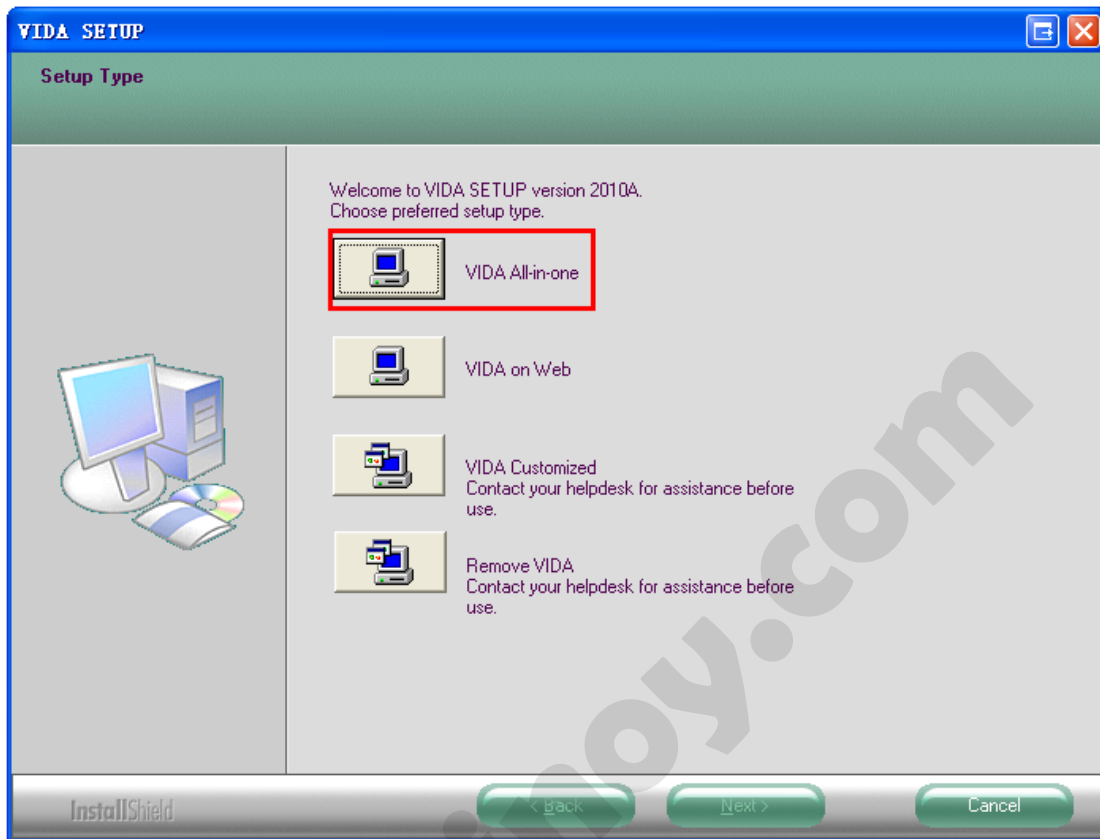 VIDA SETUP
Setup Type
Welcome to VIDA SETUP version 2010A.
Choose preferred setup type.
VIDA All-in-one
VIDA on Web
VIDA Customized
Contact your helpdesk for assistance before
use.
Remove VIDA
Contact your helpdesk for assistance before
use.
InstallShield
< Back
Next >
Cancel
inoy.com